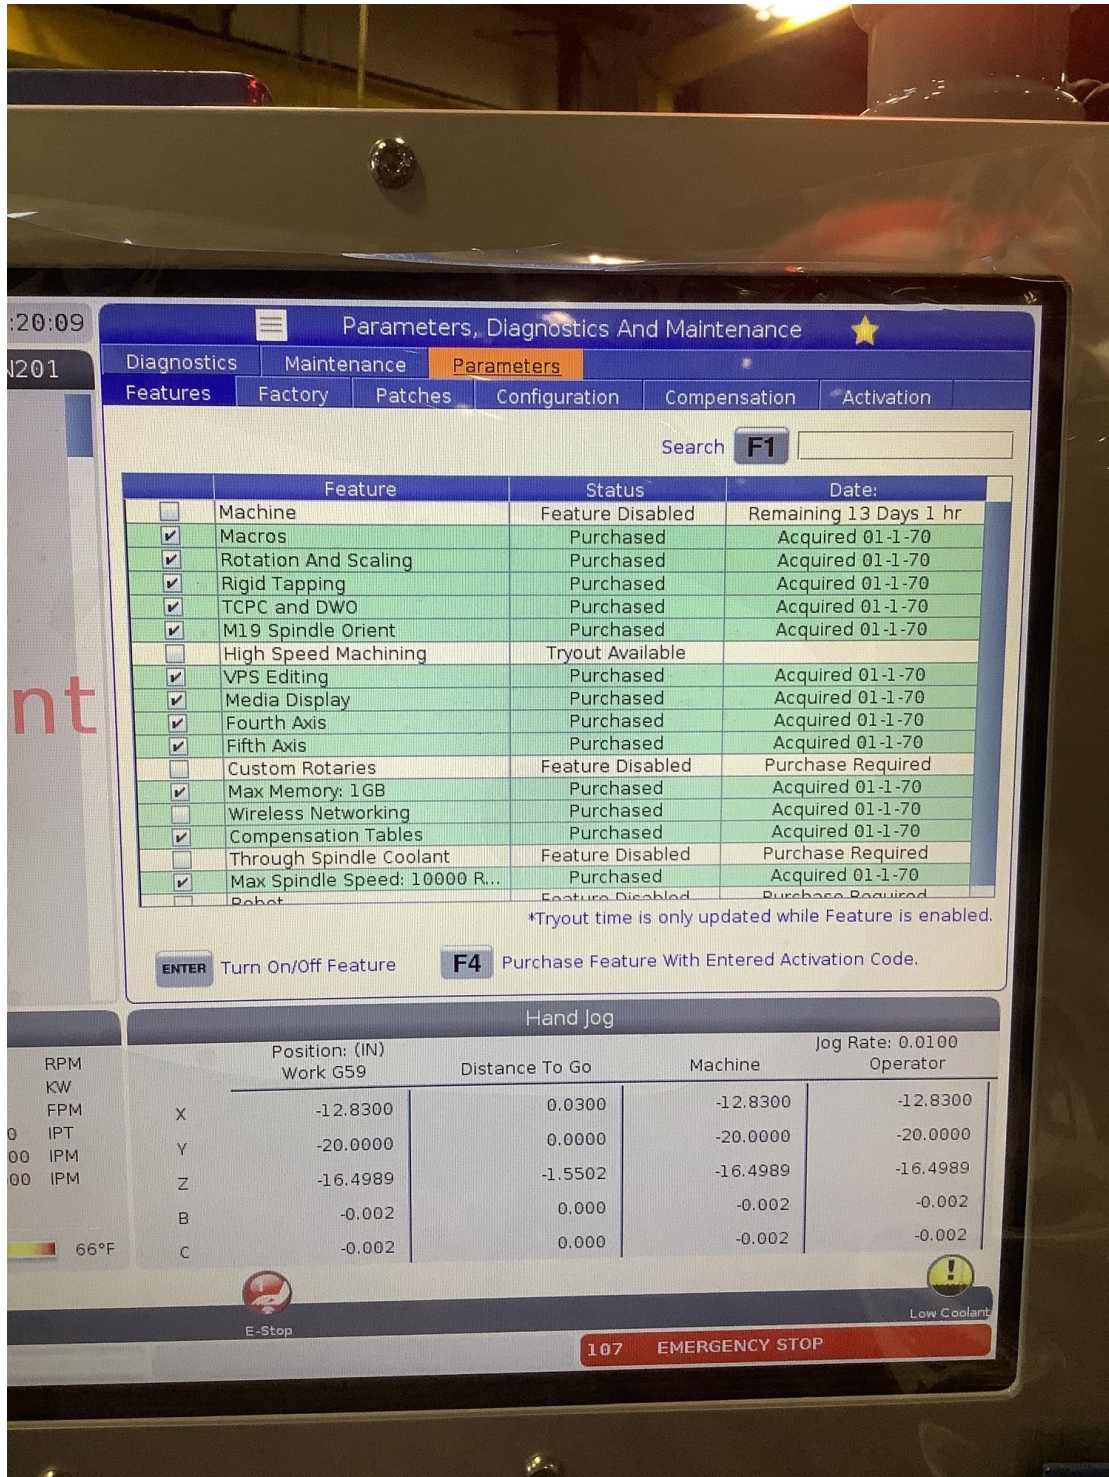 :20:09
Parameters, Diagnostics And Maintenance
N201
Diagnostics Maintenance Parameters
Features Factory Patches Configuration Compensation Activation
Search F1
Feature Status Date:
Machine Feature Disabled Remaining 13 Days 1 hr
Macros Purchased Acquired 01-1-70
Rotation And Scaling Purchased Acquired 01-1-70
Rigid Tapping Purchased Acquired 01-1-70
TCPC and DWO Purchased Acquired 01-1-70
M19 Spindle Orient Purchased Acquired 01-1-70
High Speed Machining Tryout Available
VPS Editing Purchased Acquired 01-1-70
Media Display Purchased Acquired 01-1-70
nt
Fourth Axis Purchased Acquired 01-1-70
Fifth Axis Purchased Acquired 01-1-70
Custom Rotaries Feature Disabled Purchase Required
Max Memory: 1GB Purchased Acquired 01-1-70
Wireless Networking Purchased Acquired 01-1-70
Compensation Tables Purchased Acquired 01-1-70
Through Spindle Coolant Feature Disabled Purchase Required
Max Spindle Speed: 10000 R... Purchased Acquired 01-1-70
Robot Feature Disabled Purchase Required
*Tryout time is only updated while Feature is enabled.
ENTER Turn On/Off Feature F4 Purchase Feature With Entered Activation Code.
Hand Jog
Position: (IN) Jog Rate: 0.0100
Work G59 Distance To Go Machine Operator
X -12.8300 0.0300 -12.8300 -12.8300
Y -20.0000 0.0000 -20.0000 -20.0000
Z -16.4989 -1.5502 -16.4989 -16.4989
B -0.002 0.000 -0.002 -0.002
C -0.002 0.000 -0.002 -0.002
RPM
KW
FPM
0 IPT
00 IPM
00 IPM
66°F
E-Stop
Low Coolant
107 EMERGENCY STOP